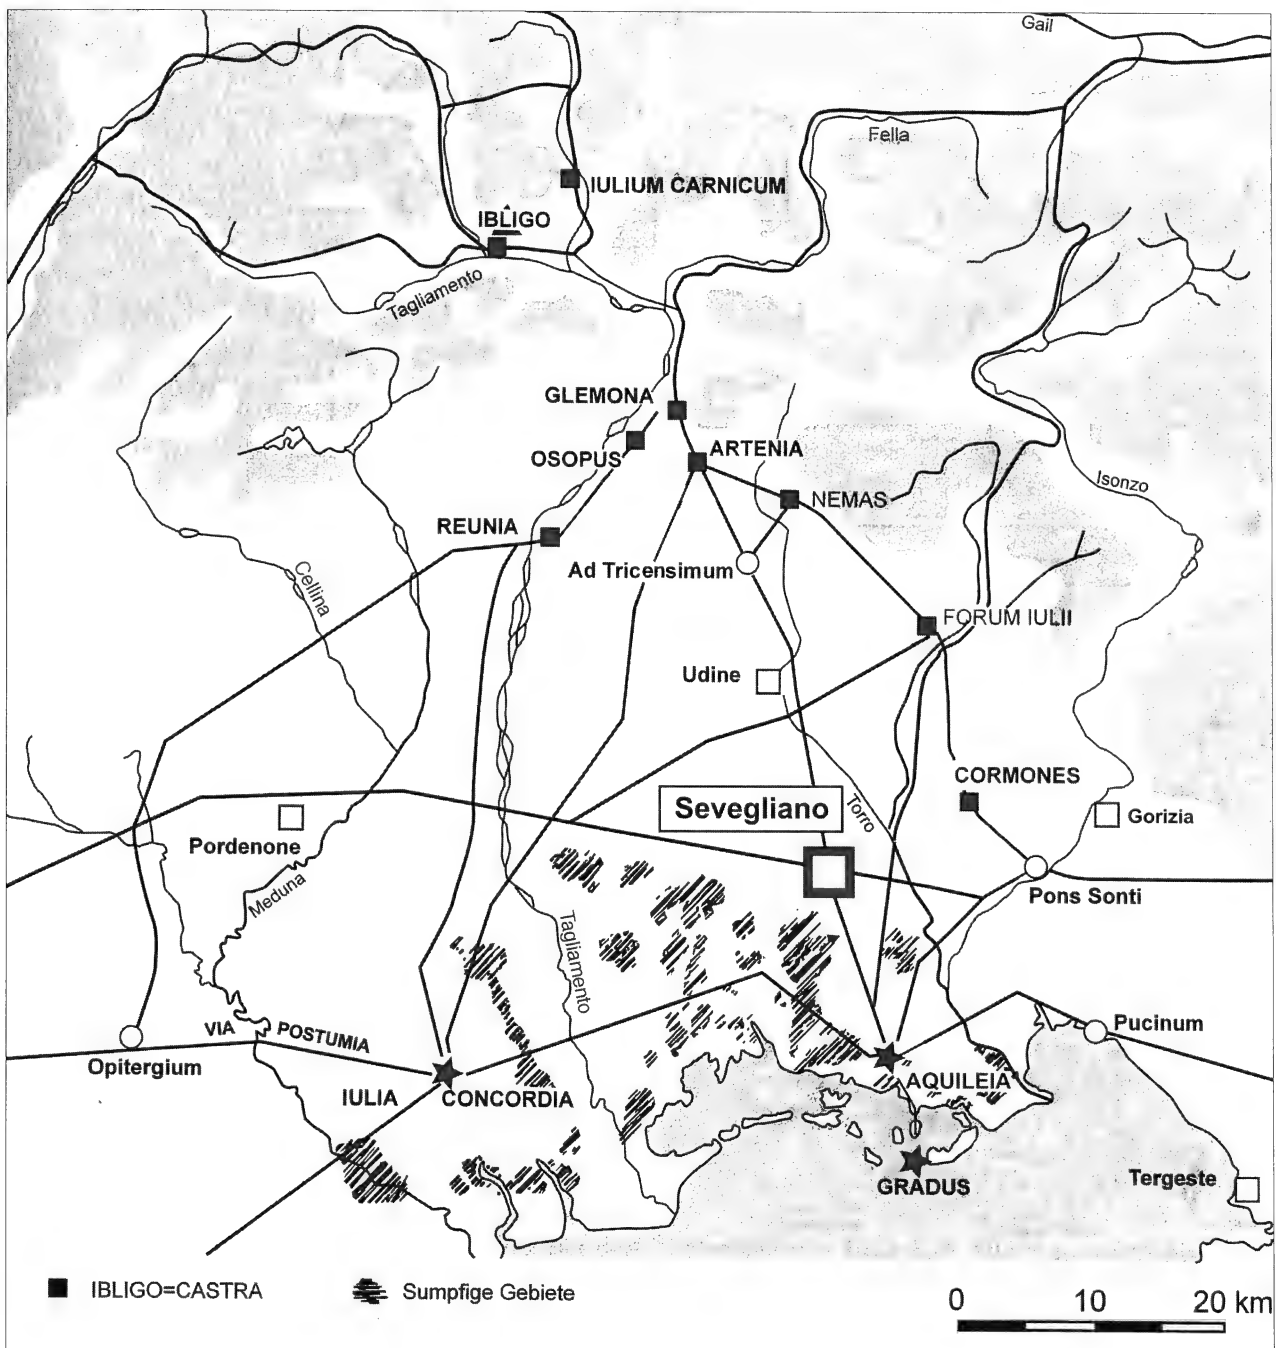 Gail
Fella
IULIUM CARNICUM
IBLIGO
Tagliamento
GLEMONA
OSOPUS
ARTENIA
NEMAS
Isonzo
REUNIA
Ad Tricensimum
Cellina
FORUM IULII
Udine
CORMONES
Sevegliano
Torro
Gorizia
Pordenone
Meduna
Pons Sonti
Tagliamento
VIA POSTUMIA
Pucinum
Opitergium
IULIA CONCORDIA
AQUILEIA
GRADUS
Tergeste
IBLIGO=CASTRA
Sumpfige Gebiete
0 10 20 km